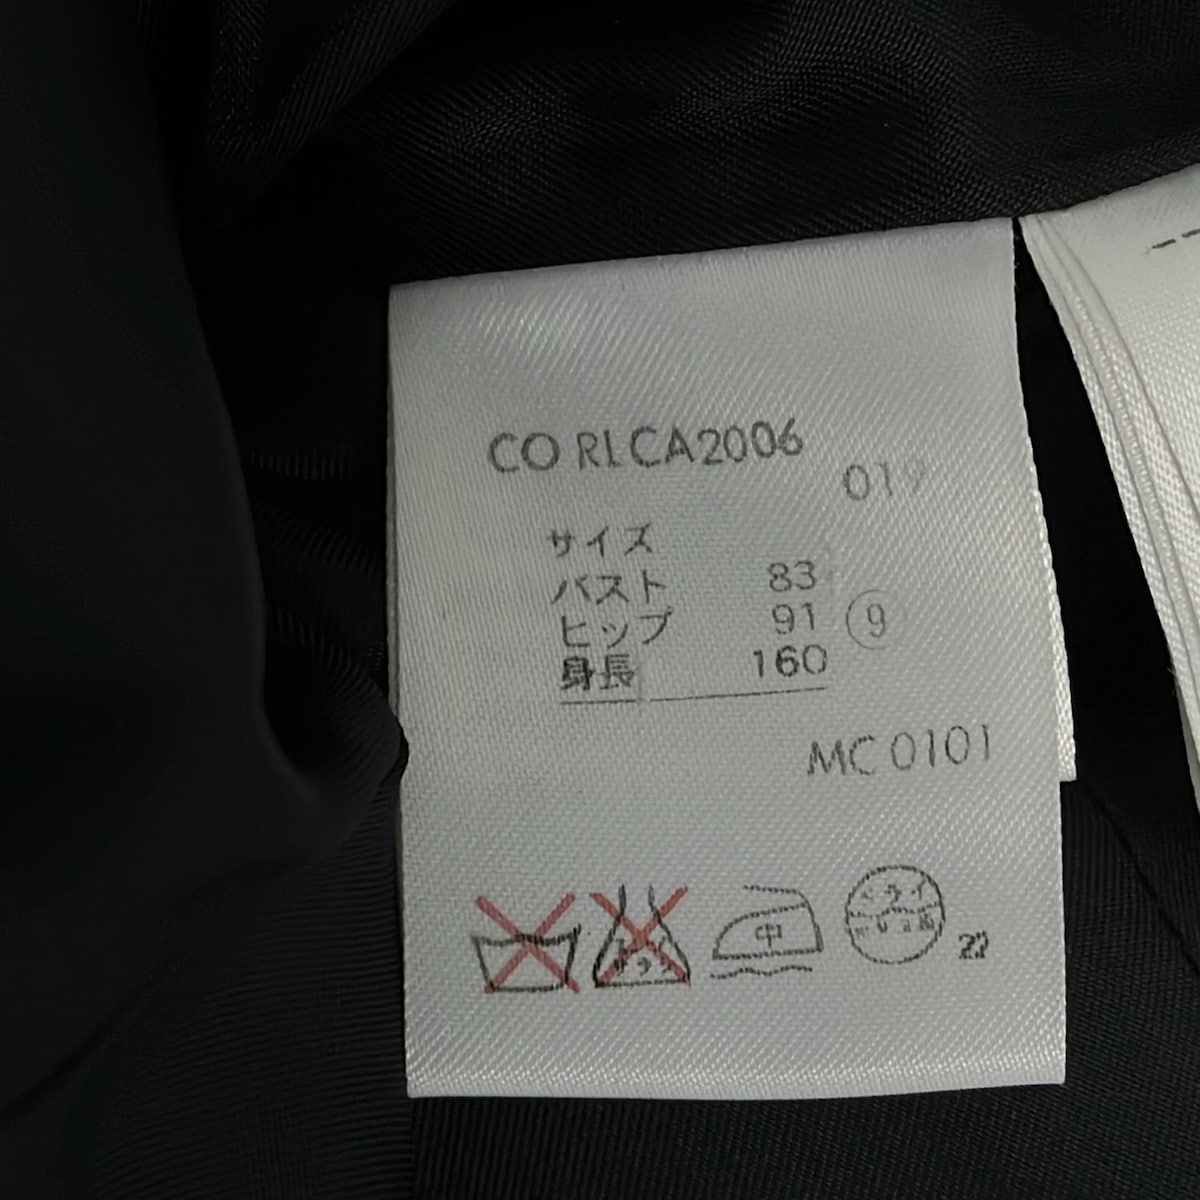 CO RI.CA2006
019
サイズ
バスト 83
ヒップ 91 ⑨
身長 160
MC 0101
中
ドライ
22